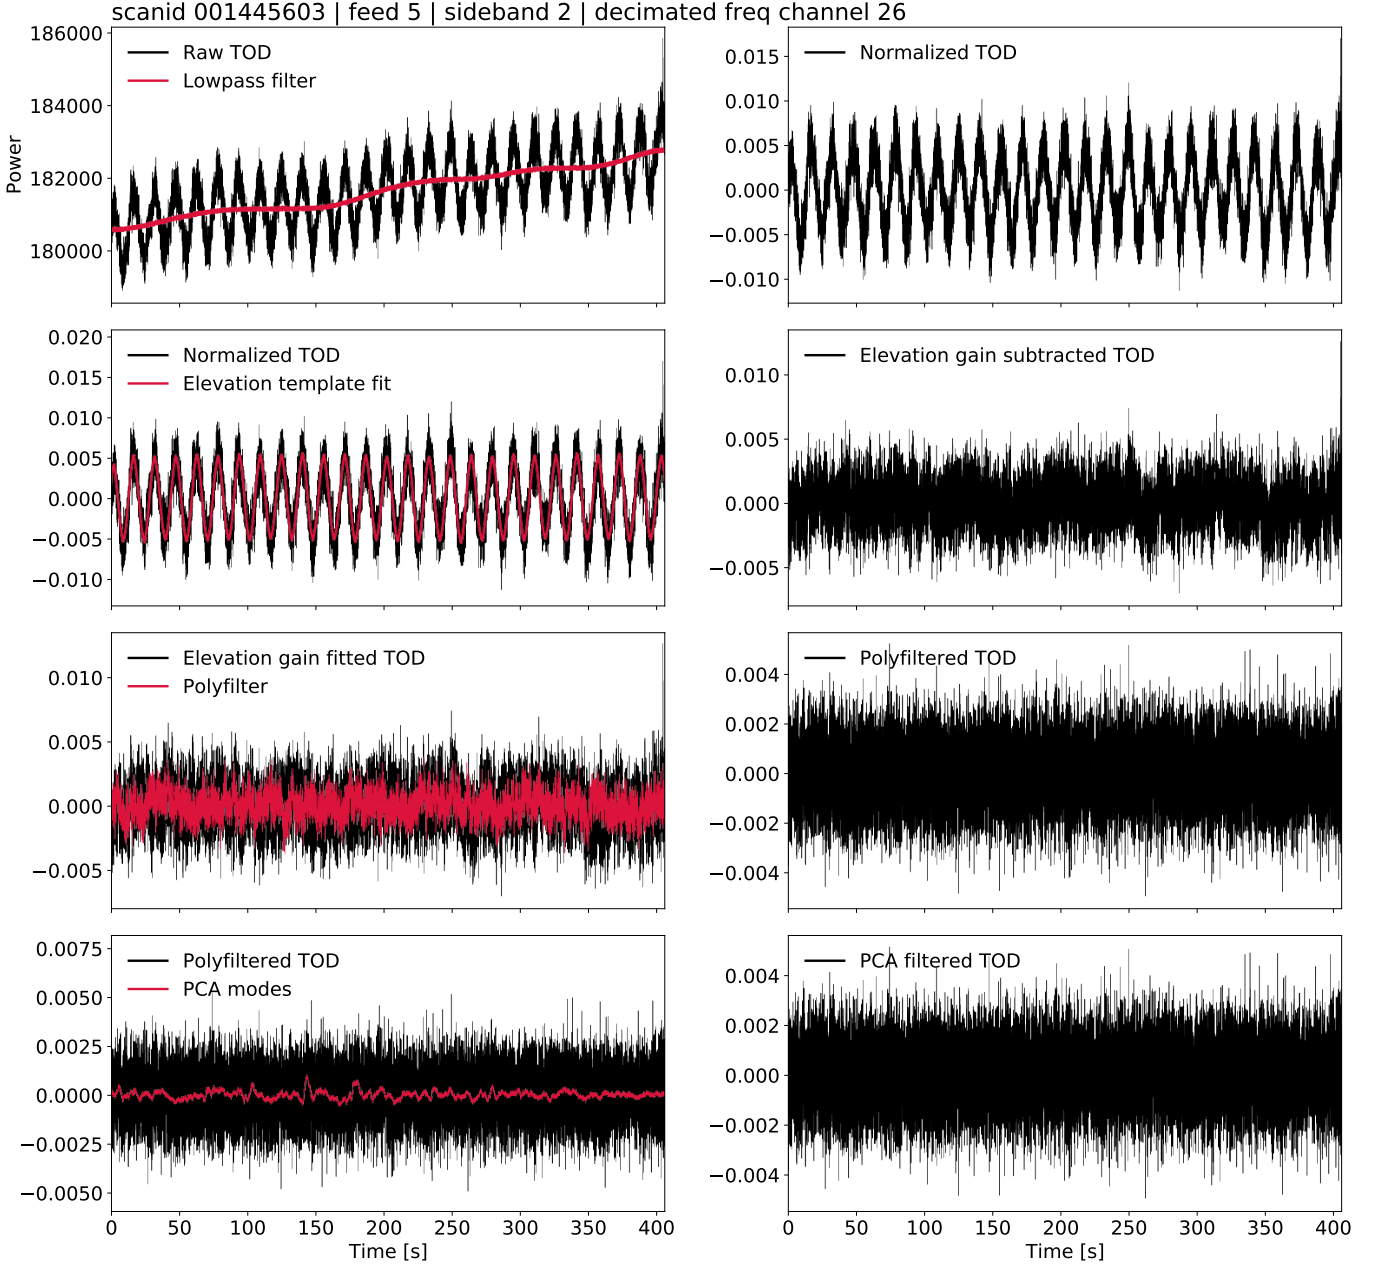 scanid 001445603 | feed 5 | sideband 2 | decimated freq channel 26
186000
184000
182000
180000
Power
Raw TOD
Lowpass filter
0.015
0.010
0.005
0.000
−0.005
−0.010
Normalized TOD
0.020
0.015
0.010
0.005
0.000
−0.005
−0.010
Normalized TOD
Elevation template fit
0.010
0.005
0.000
−0.005
Elevation gain subtracted TOD
0.010
0.005
0.000
−0.005
Elevation gain fitted TOD
Polyfilter
0.004
0.002
0.000
−0.002
−0.004
Polyfiltered TOD
0.0075
0.0050
0.0025
0.0000
−0.0025
−0.0050
Polyfiltered TOD
PCA modes
0 50 100 150 200 250 300 350 400
Time [s]
0.004
0.002
0.000
−0.002
−0.004
PCA filtered TOD
0 50 100 150 200 250 300 350 400
Time [s]